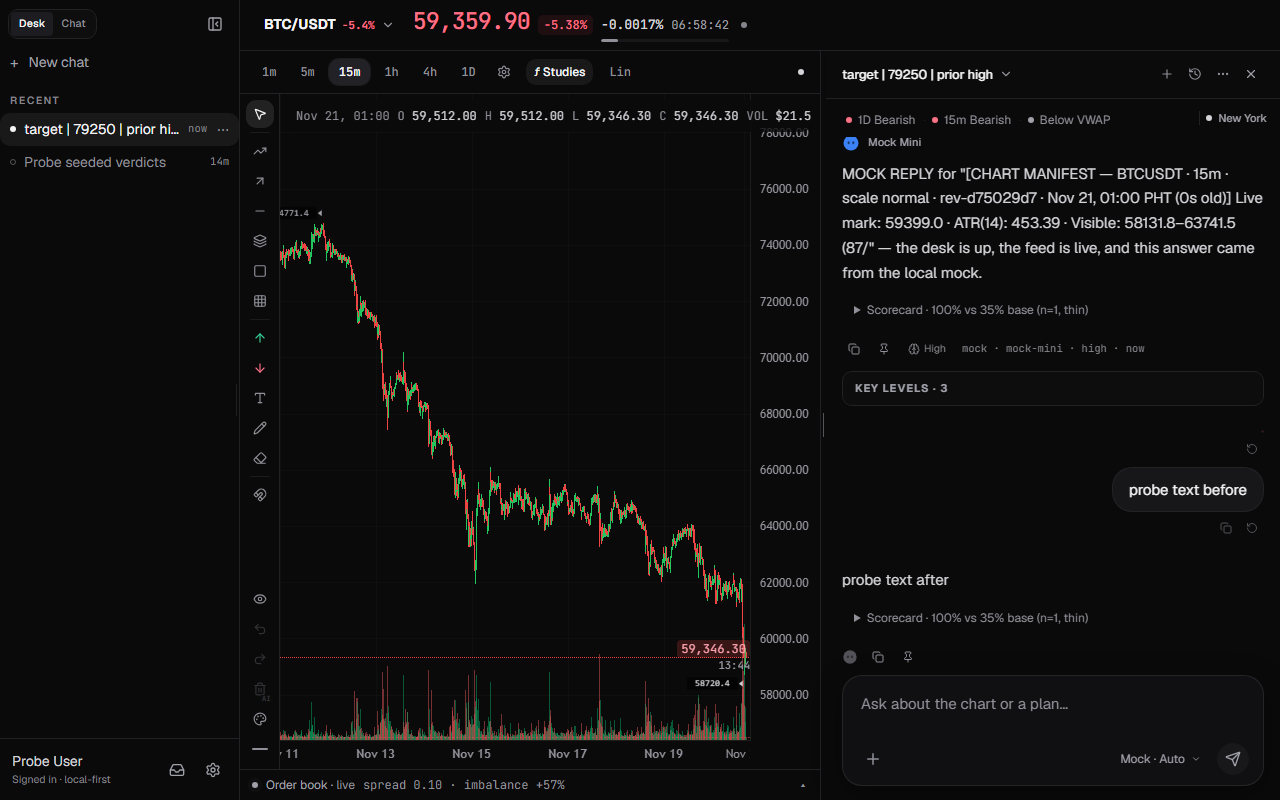 Desk Chat
+ New chat
RECENT
target | 79250 | prior hi... now ...
Probe seeded verdicts 14m
Probe User
Signed in · local-first
BTC/USDT -5.4% 59,359.90 -5.38% -0.0017% 06:58:42
1m 5m 15m 1h 4h 1D f Studies Lin
Nov 21, 01:00 O 59,512.00 H 59,512.00 L 59,346.30 C 59,346.30 VOL $21.5
78000.00
76000.00
4771.4
74000.00
72000.00
70000.00
68000.00
66000.00
64000.00
62000.00
60000.00
59,346.30
13:44
58720.4
58000.00
AI
11 Nov 13 Nov 15 Nov 17 Nov 19 Nov
Order book · live spread 0.10 · imbalance +57%
target | 79250 | prior high
1D Bearish 15m Bearish Below VWAP New York
Mock Mini
MOCK REPLY for "[CHART MANIFEST — BTCUSDT · 15m ·
scale normal · rev-d75029d7 · Nov 21, 01:00 PHT (0s old)] Live
mark: 59399.0 · ATR(14): 453.39 · Visible: 58131.8–63741.5
(87/" — the desk is up, the feed is live, and this answer came
from the local mock.
Scorecard · 100% vs 35% base (n=1, thin)
High mock · mock-mini · high · now
KEY LEVELS · 3
probe text before
probe text after
Scorecard · 100% vs 35% base (n=1, thin)
Ask about the chart or a plan...
+ Mock · Auto